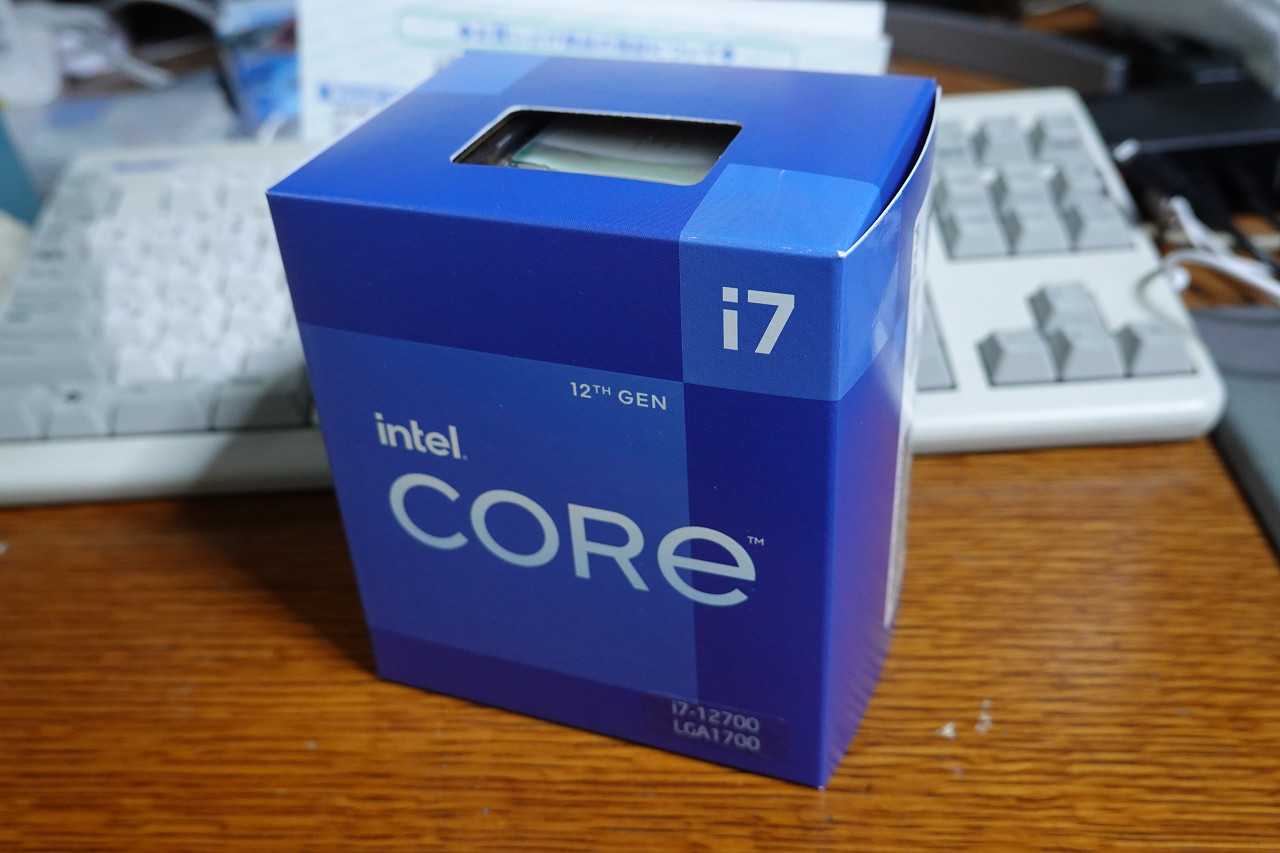 i7
12TH GEN
intel.
CORe™
i7-12700
LGA1700